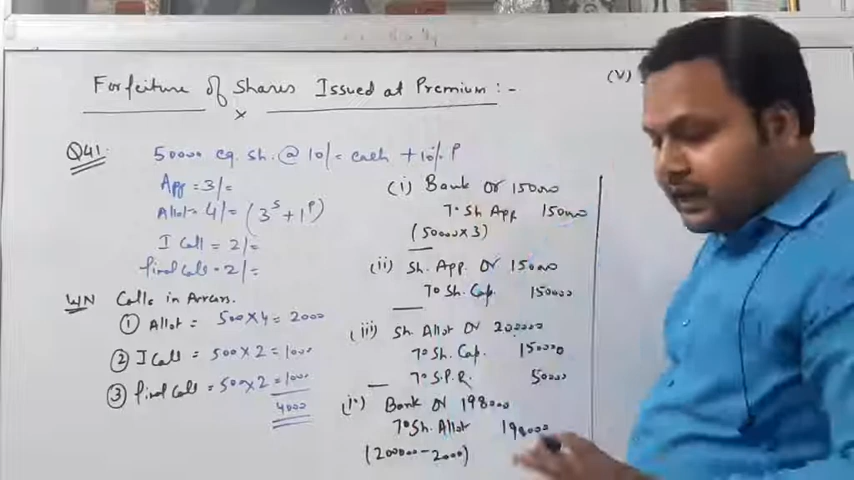 Forfeiture of Shares Issued at Premium :-
Q41. 50000 eq. sh. @ 10/= each + 10% P
App = 3/=
Allot = 4/= (3ˢ + 1ᴾ)
I Call = 2/=
final Call = 2/=
WN Calls in Arrears.
① Allot = 500 X 4 = 2000
② I Call = 500 X 2 = 1000
③ final Call = 500 X 2 = 1000
4000
(i) Bank Dr 150000
To Sh. App 150000
(50000 X 3)
(ii) Sh. App. Dr 150000
To Sh. Cap. 150000
(iii) Sh. Allot Dr 200000
To Sh. Cap. 150000
To S.P.R. 50000
(iv) Bank Dr 198000
To Sh. Allot 198000
(200000 - 2000)
(V)